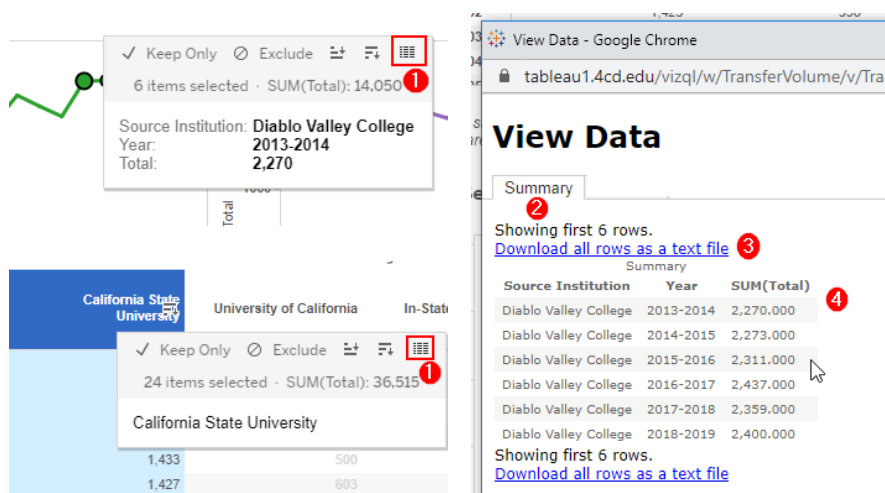 ✓ Keep Only ⊘ Exclude
6 items selected · SUM(Total): 14,050
1
Source Institution: Diablo Valley College
Year: 2013-2014
Total: 2,270
Total
California State
University
University of California
In-State
✓ Keep Only ⊘ Exclude
24 items selected · SUM(Total): 36,515
1
California State University
1,433 500
1,427 603
View Data - Google Chrome
tableau1.4cd.edu/vizql/w/TransferVolume/v/Tra
View Data
Summary
2
Showing first 6 rows.
Download all rows as a text file
3
Summary
Source Institution Year SUM(Total)
4
Diablo Valley College 2013-2014 2,270.000
Diablo Valley College 2014-2015 2,273.000
Diablo Valley College 2015-2016 2,311.000
Diablo Valley College 2016-2017 2,437.000
Diablo Valley College 2017-2018 2,359.000
Diablo Valley College 2018-2019 2,400.000
Showing first 6 rows.
Download all rows as a text file